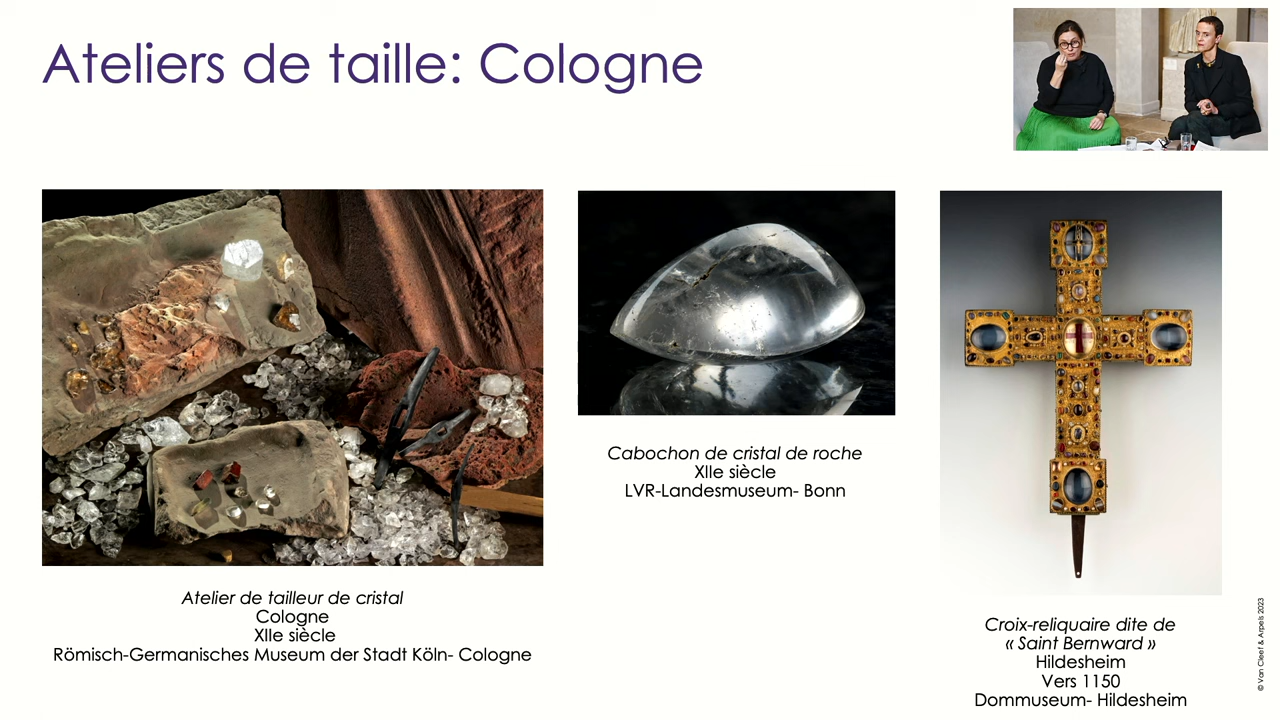 Ateliers de taille: Cologne
Atelier de tailleur de cristal
Cologne
XIIe siècle
Römisch-Germanisches Museum der Stadt Köln- Cologne
Cabochon de cristal de roche
XIIe siècle
LVR-Landesmuseum- Bonn
Croix-reliquaire dite de
« Saint Bernward »
Hildesheim
Vers 1150
Dommuseum- Hildesheim
© Van Cleef & Arpels 2023